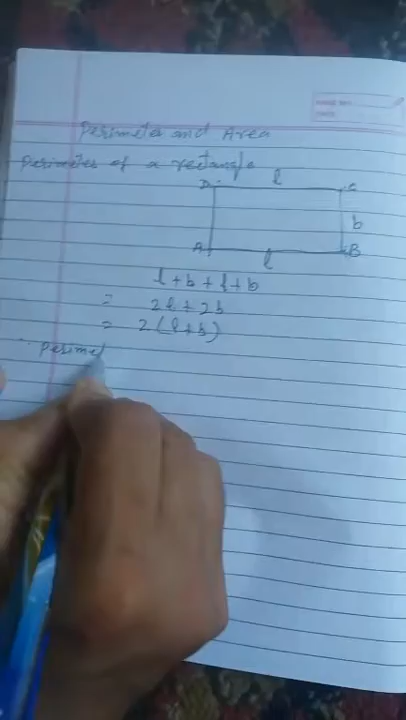 Perimeter and Area
Perimeter of a rectangle
D l C
b
A l B
l + b + l + b
= 2l + 2b
= 2(l + b)
∴ perimet